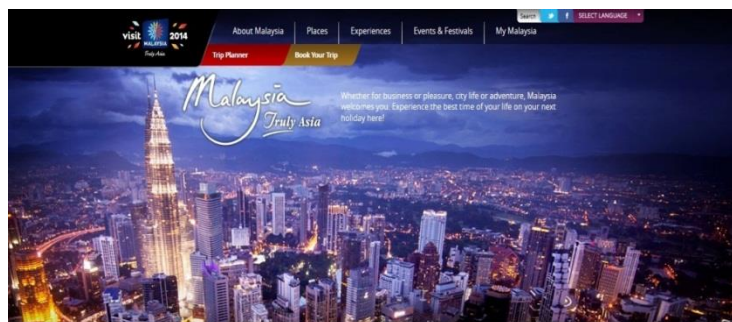 Search
SELECT LANGUAGE
visit 2014
MALAYSIA
Truly Asia
About Malaysia Places Experiences Events & Festivals My Malaysia
Trip Planner Book Your Trip
Malaysia
Truly Asia
Whether for business or pleasure, city life or adventure, Malaysia
welcomes you. Experience the best time of your life on your next
holiday here!